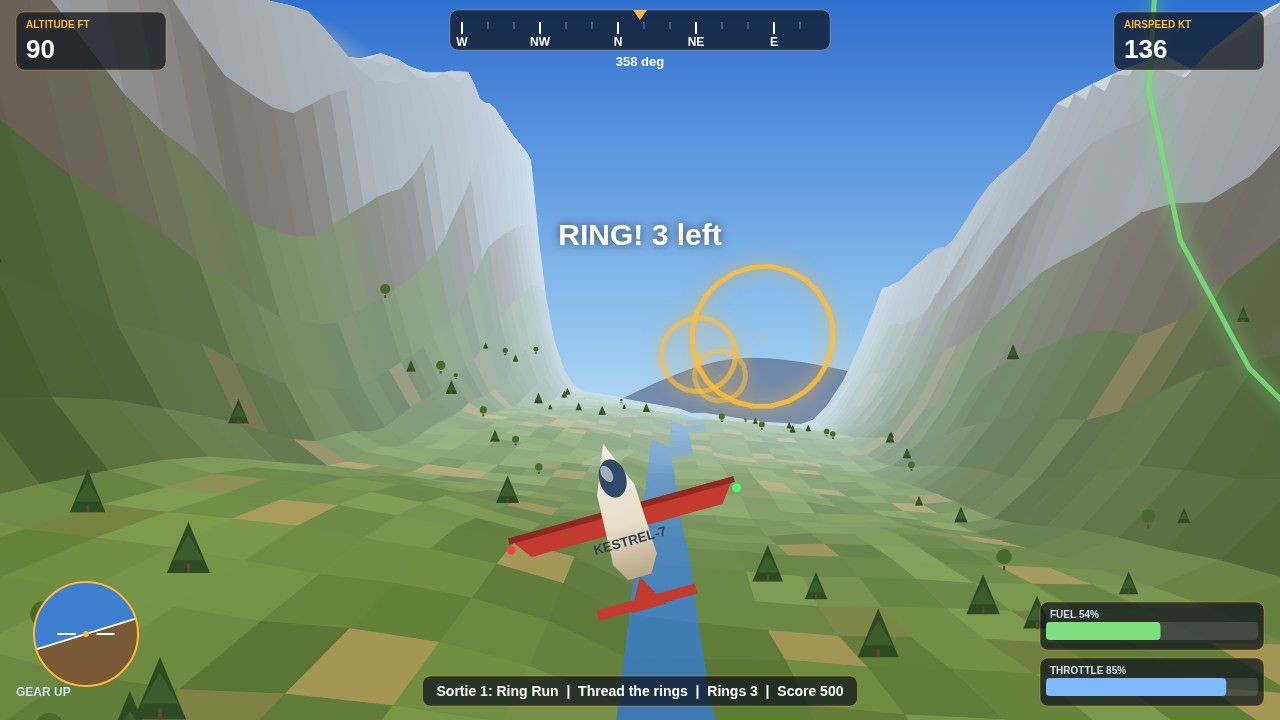 ALTITUDE FT
90
W NW N NE E
358 deg
AIRSPEED KT
136
RING! 3 left
KESTREL-7
GEAR UP
FUEL 54%
THROTTLE 85%
Sortie 1: Ring Run | Thread the rings | Rings 3 | Score 500